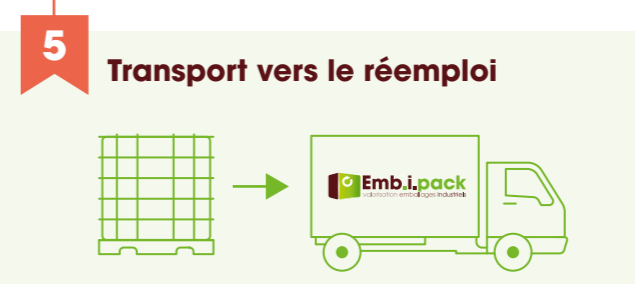 5
Transport vers le réemploi
Emb.i.pack
valorisation emballages industriels